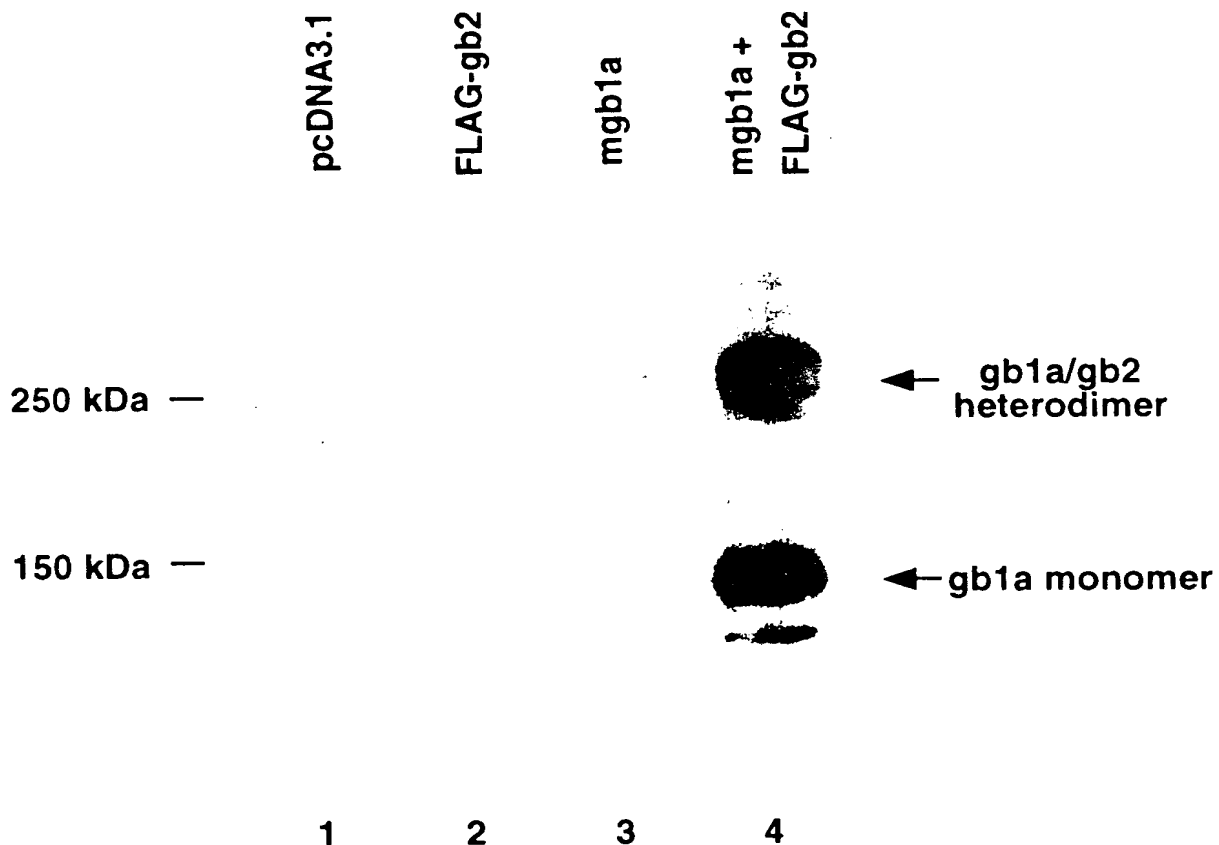 pcDNA3.1
FLAG-gb2
mgb1a
mgb1a +
FLAG-gb2
250 kDa
gb1a/gb2
heterodimer
150 kDa
gb1a monomer
1 2 3 4